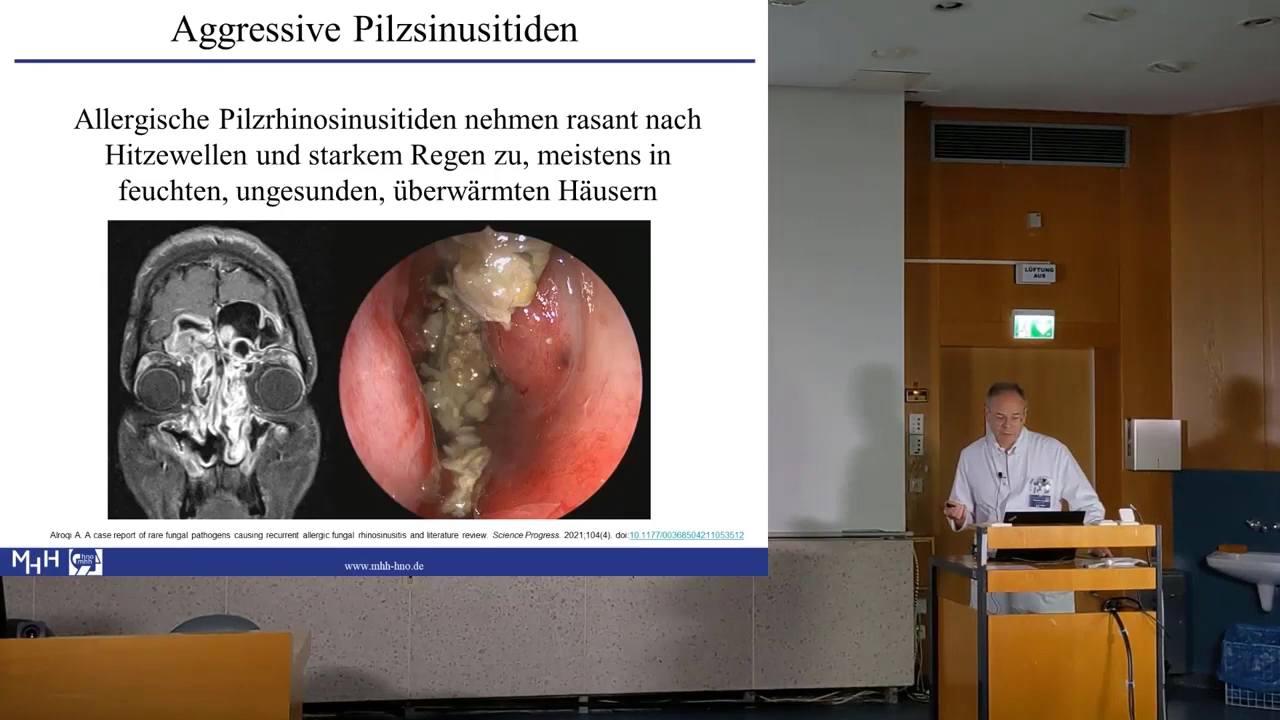 Aggressive Pilzsinusitiden
Allergische Pilzrhinosinusitiden nehmen rasant nach
Hitzewellen und starkem Regen zu, meistens in
feuchten, ungesunden, überwärmten Häusern
Alroqi A. A case report of rare fungal pathogens causing recurrent allergic fungal rhinosinusitis and literature review. Science Progress. 2021;104(4). doi:10.1177/00368504211053512
MHH
hno
mhh
www.mhh-hno.de
LÜFTUNG
AUS